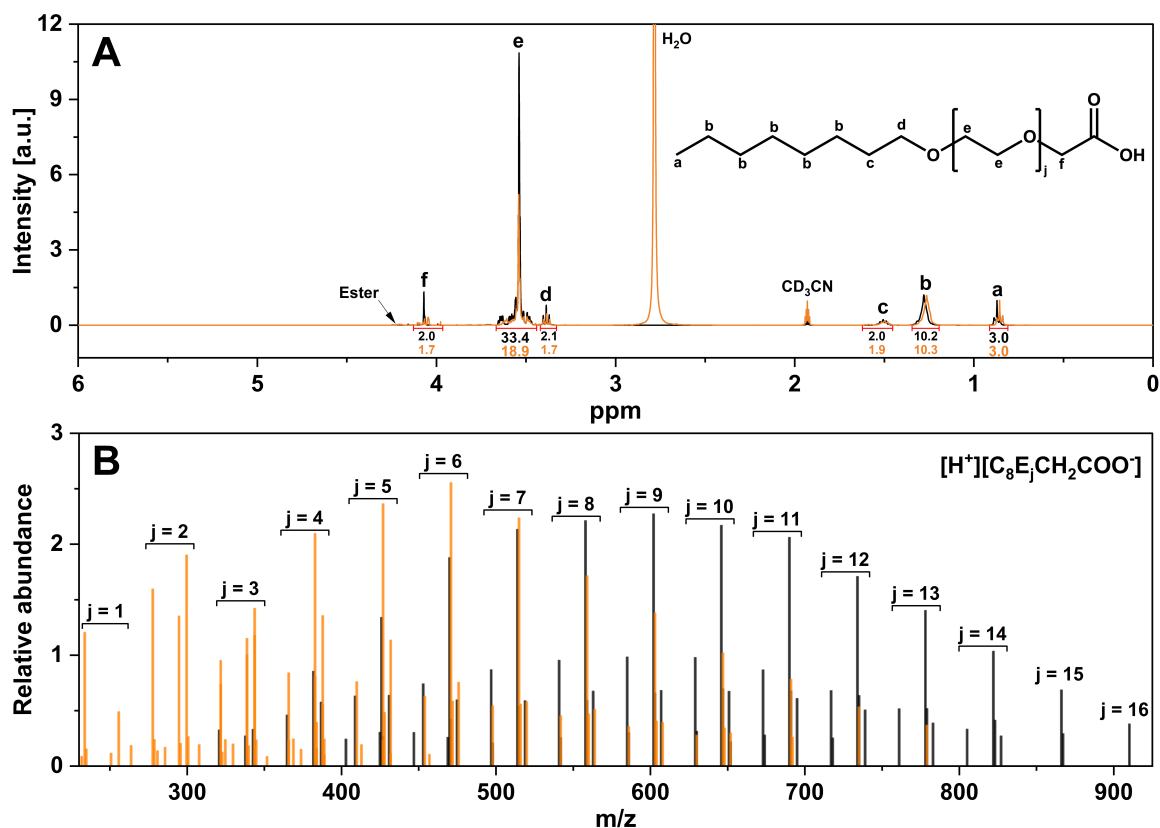 A
12
9
6
3
0
Intensity [a.u.]
e
H₂O
b b b d e O
a b b c O O e j f OH
Ester
f
d
CD₃CN
c
b
a
2.0 33.4 2.1 2.0 10.2 3.0
1.7 18.9 1.7 1.9 10.3 3.0
6 5 4 3 2 1 0
ppm
B
[H⁺][C₈EⱼCH₂COO⁻]
3
2
1
0
Relative abundance
j = 1
j = 2
j = 3
j = 4
j = 5
j = 6
j = 7
j = 8
j = 9
j = 10
j = 11
j = 12
j = 13
j = 14
j = 15
j = 16
300 400 500 600 700 800 900
m/z